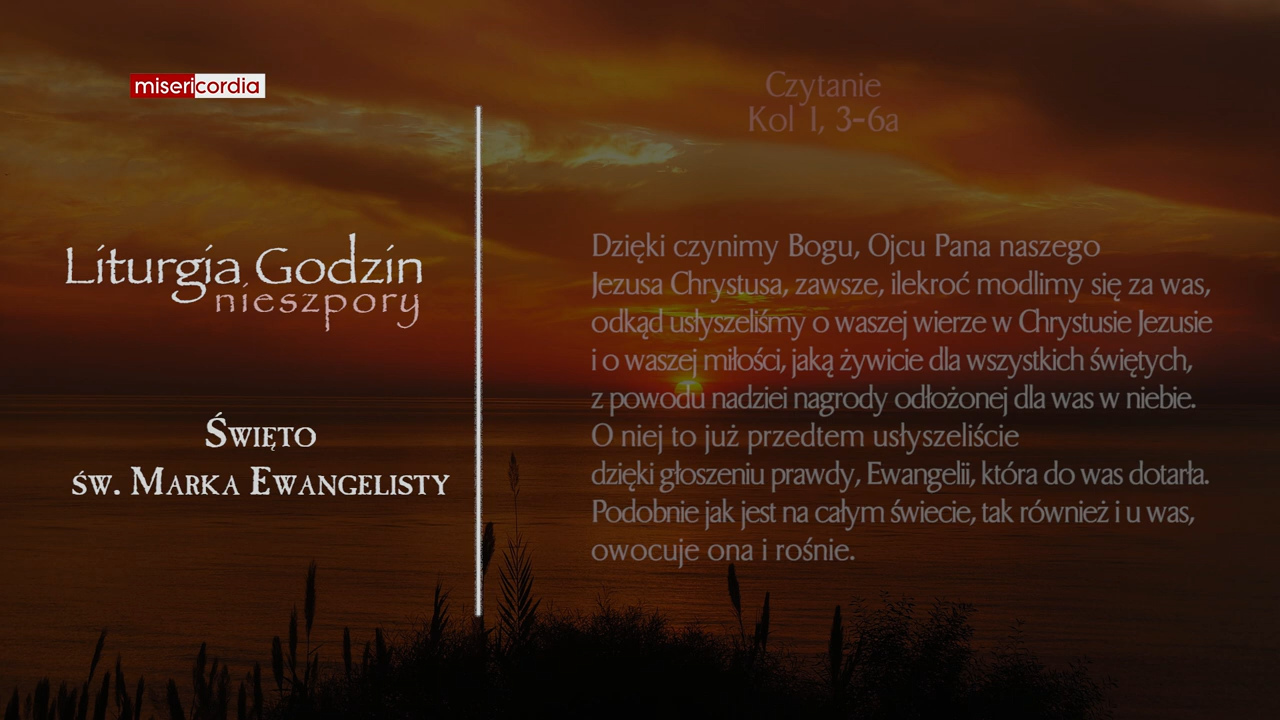 misericordia
Liturgia Godzin
nieszpory
Święto
św. Marka Ewangelisty
Czytanie
Kol 1, 3-6a
Dzięki czynimy Bogu, Ojcu Pana naszego
Jezusa Chrystusa, zawsze, ilekroć modlimy się za was,
odkąd usłyszeliśmy o waszej wierze w Chrystusie Jezusie
i o waszej miłości, jaką żywicie dla wszystkich świętych,
z powodu nadziei nagrody odłożonej dla was w niebie.
O niej to już przedtem usłyszeliście
dzięki głoszeniu prawdy, Ewangelii, która do was dotarła.
Podobnie jak jest na całym świecie, tak również i u was,
owocuje ona i rośnie.